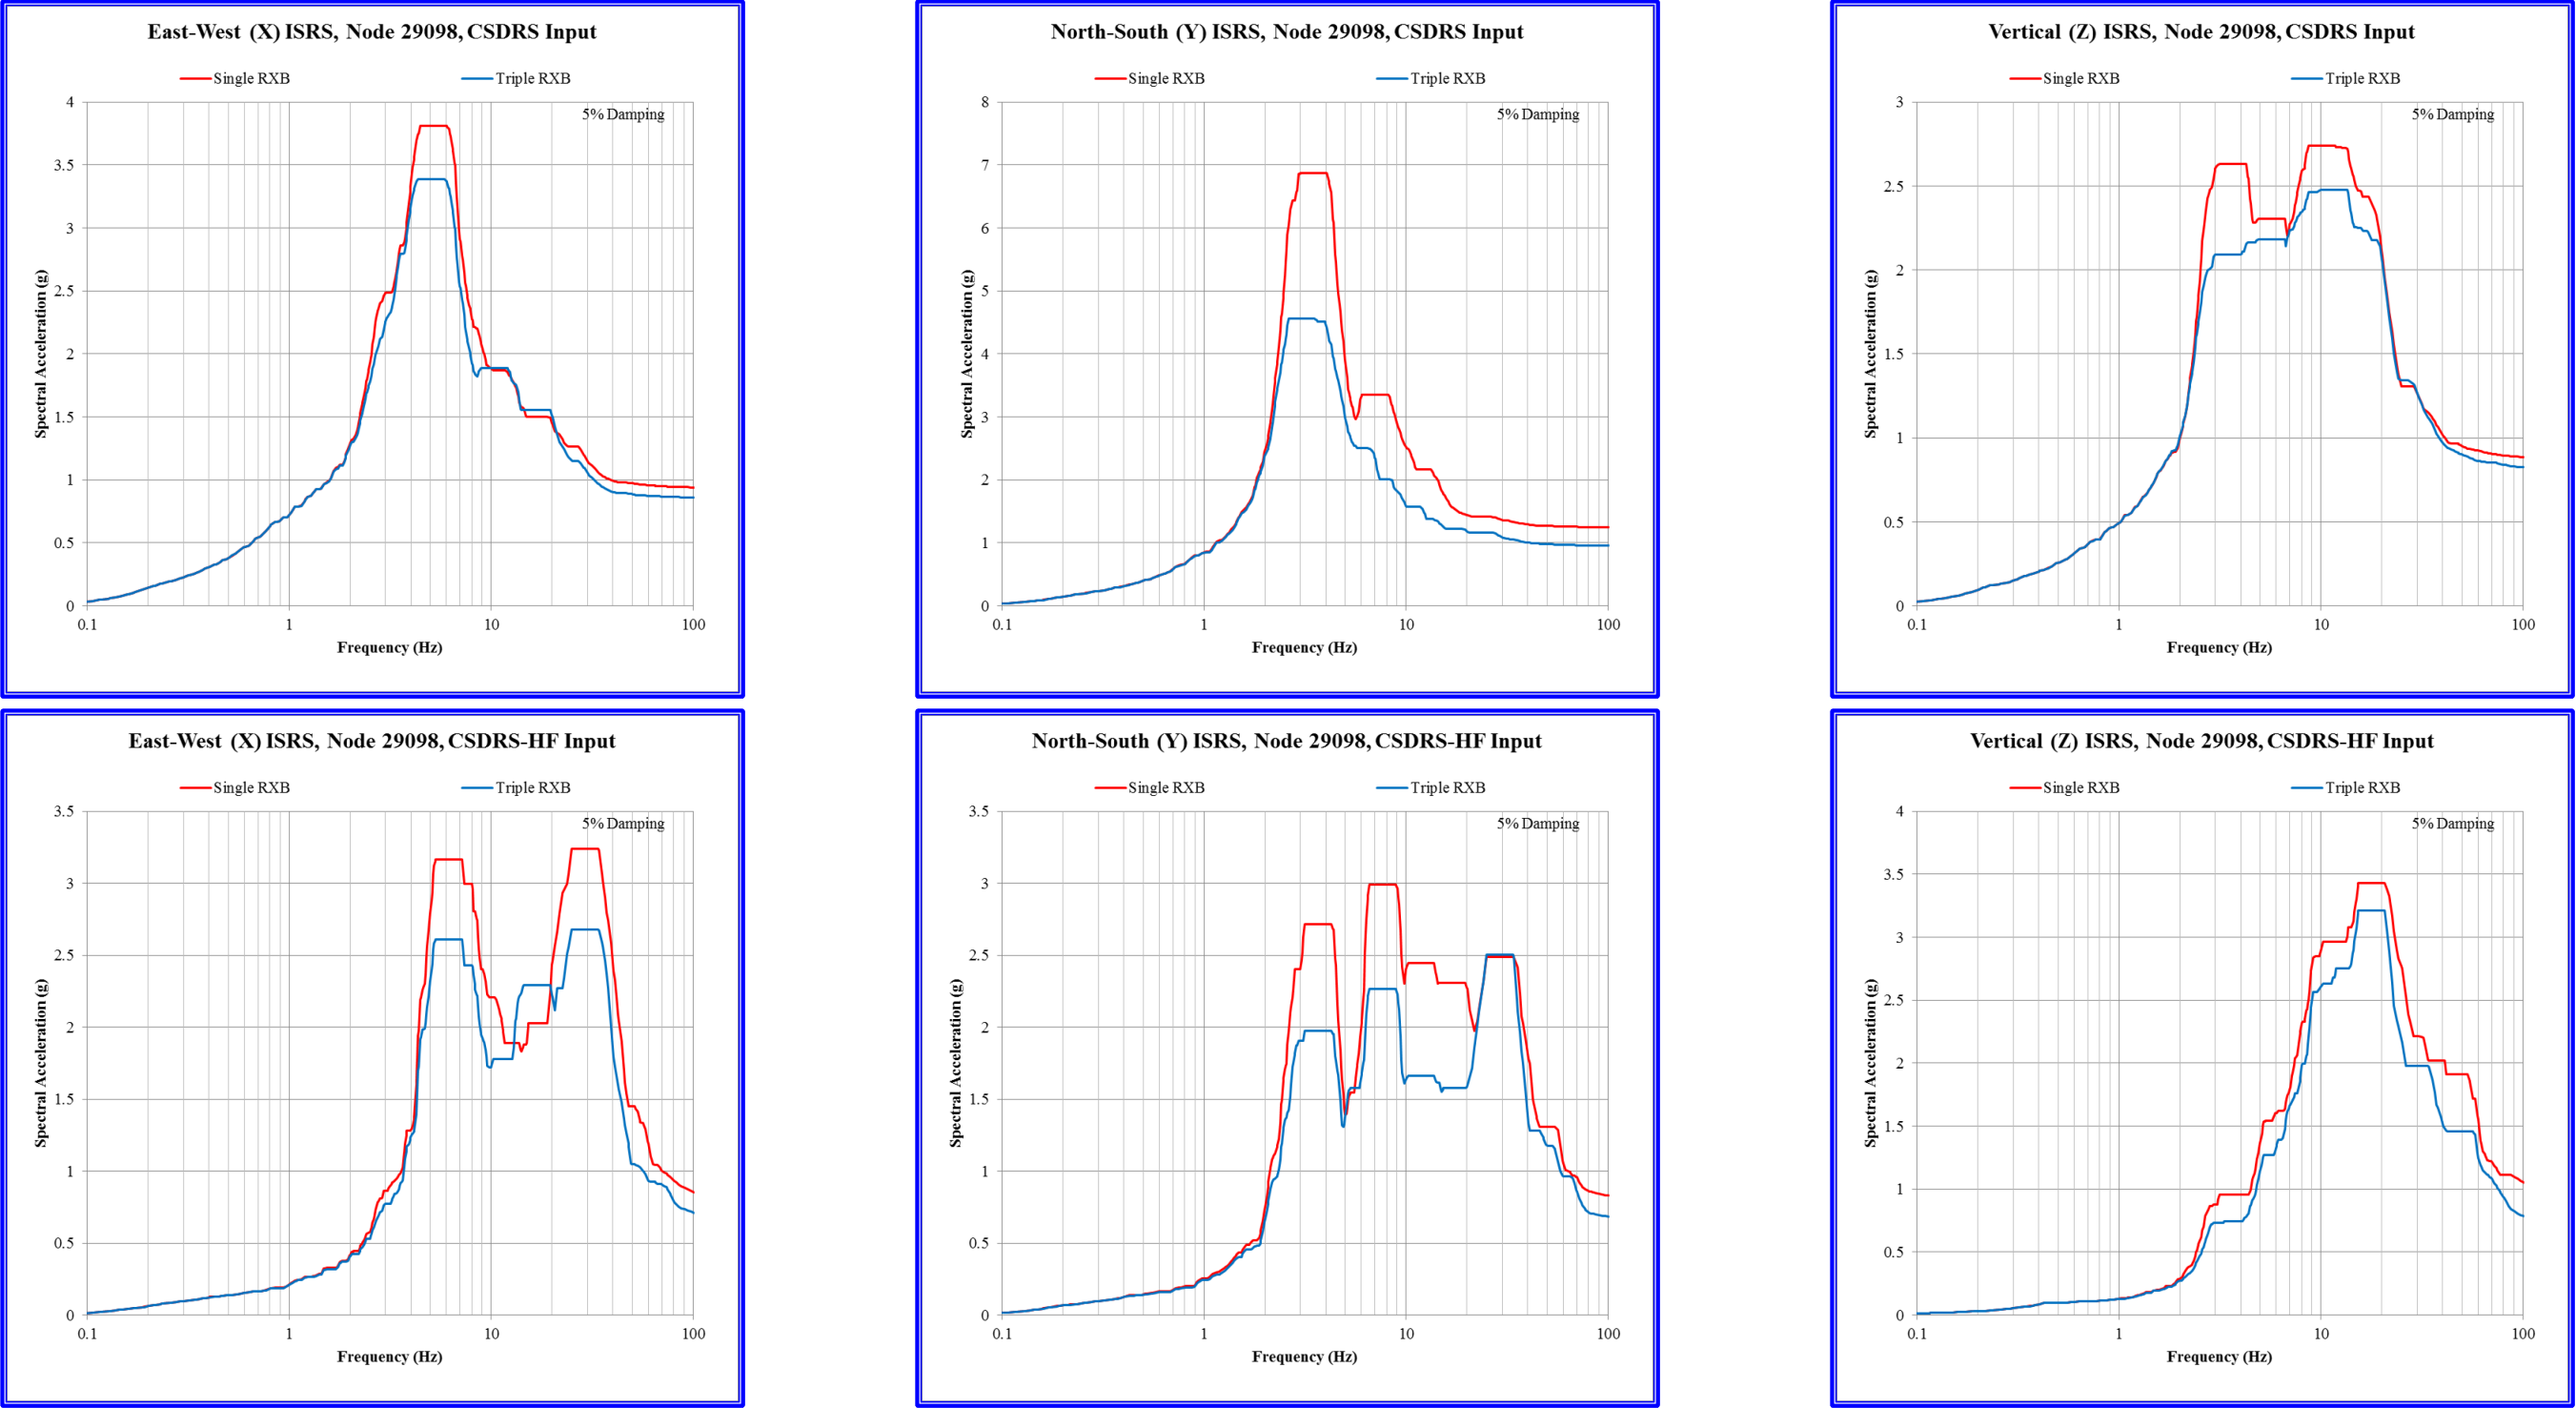 East-West (X) ISRS, Node 29098, CSDRS Input
Single RXB Triple RXB
5% Damping
4
3.5
3
2.5
2
1.5
1
0.5
0
Spectral Acceleration (g)
0.1 1 10 100
Frequency (Hz)
North-South (Y) ISRS, Node 29098, CSDRS Input
Single RXB Triple RXB
5% Damping
8
7
6
5
4
3
2
1
0
Spectral Acceleration (g)
0.1 1 10 100
Frequency (Hz)
Vertical (Z) ISRS, Node 29098, CSDRS Input
Single RXB Triple RXB
5% Damping
3
2.5
2
1.5
1
0.5
0
Spectral Acceleration (g)
0.1 1 10 100
Frequency (Hz)
East-West (X) ISRS, Node 29098, CSDRS-HF Input
Single RXB Triple RXB
5% Damping
3.5
3
2.5
2
1.5
1
0.5
0
Spectral Acceleration (g)
0.1 1 10 100
Frequency (Hz)
North-South (Y) ISRS, Node 29098, CSDRS-HF Input
Single RXB Triple RXB
5% Damping
3.5
3
2.5
2
1.5
1
0.5
0
Spectral Acceleration (g)
0.1 1 10 100
Frequency (Hz)
Vertical (Z) ISRS, Node 29098, CSDRS-HF Input
Single RXB Triple RXB
5% Damping
4
3.5
3
2.5
2
1.5
1
0.5
0
Spectral Acceleration (g)
0.1 1 10 100
Frequency (Hz)